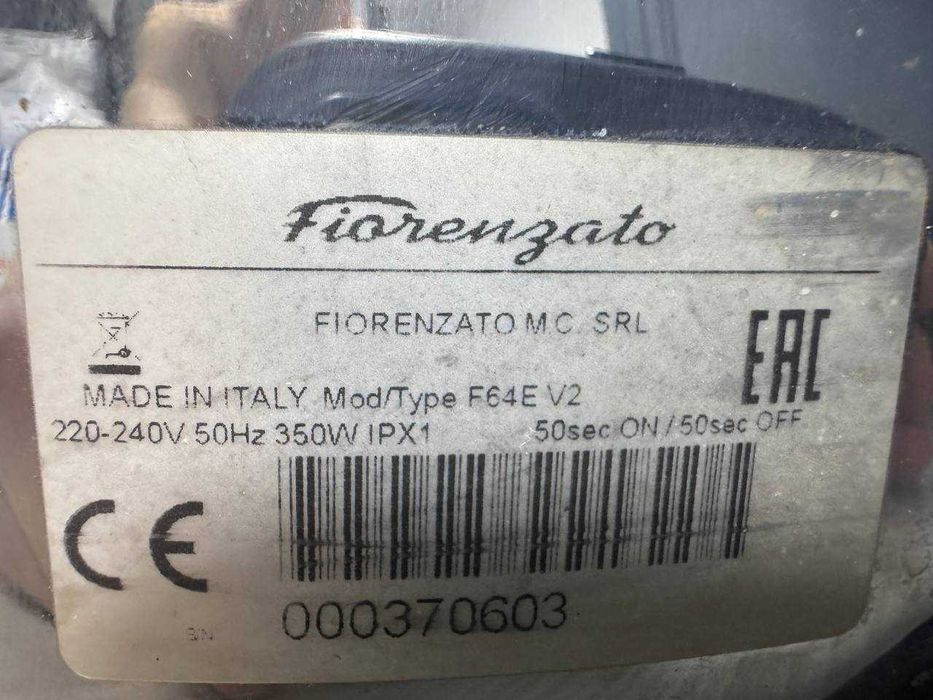 Fiorenzato
FIORENZATO M.C. SRL
EAC
MADE IN ITALY Mod/Type F64E V2
220-240V 50Hz 350W IPX1 50sec ON / 50sec OFF
CE
S/N 000370603